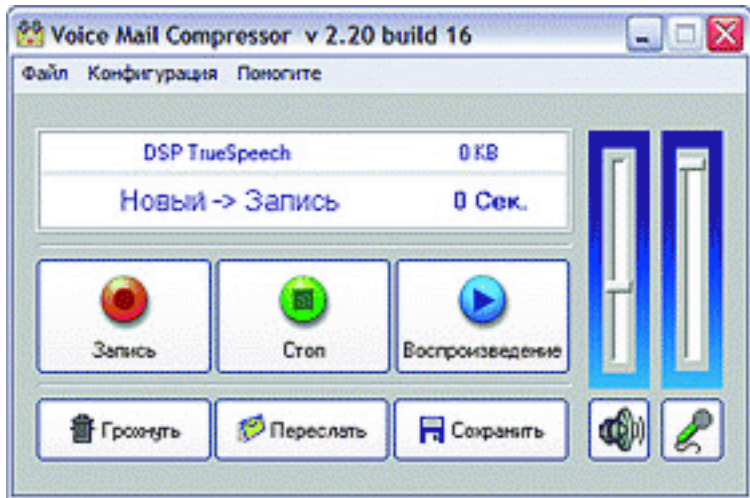 Voice Mail Compressor v 2.20 build 16
Файл Конфигурация Помогите
DSP TrueSpeech 0 KB
Новый -> Запись 0 Сек.
Запись Стоп Воспроизведение
Грохнуть Переслать Сохранить